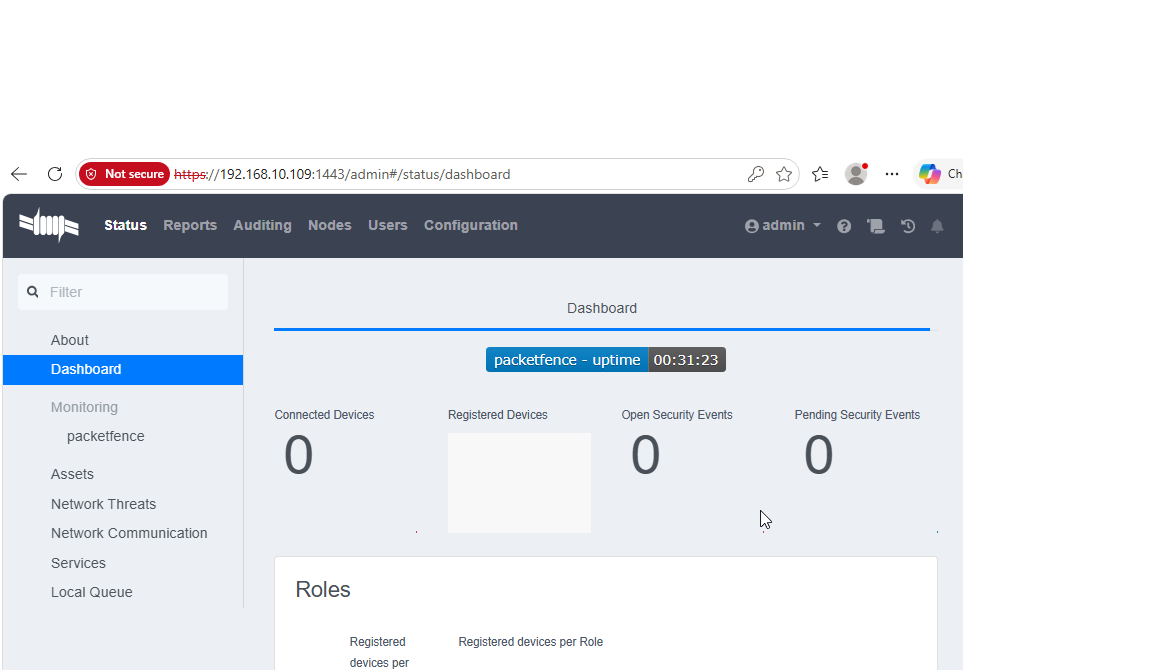 Not secure https://192.168.10.109:1443/admin#/status/dashboard
Status Reports Auditing Nodes Users Configuration admin
Filter
About
Dashboard
Monitoring
packetfence
Assets
Network Threats
Network Communication
Services
Local Queue
Dashboard
packetfence - uptime 00:31:23
Connected Devices Registered Devices Open Security Events Pending Security Events
0 0 0
Roles
Registered
devices per
Registered devices per Role